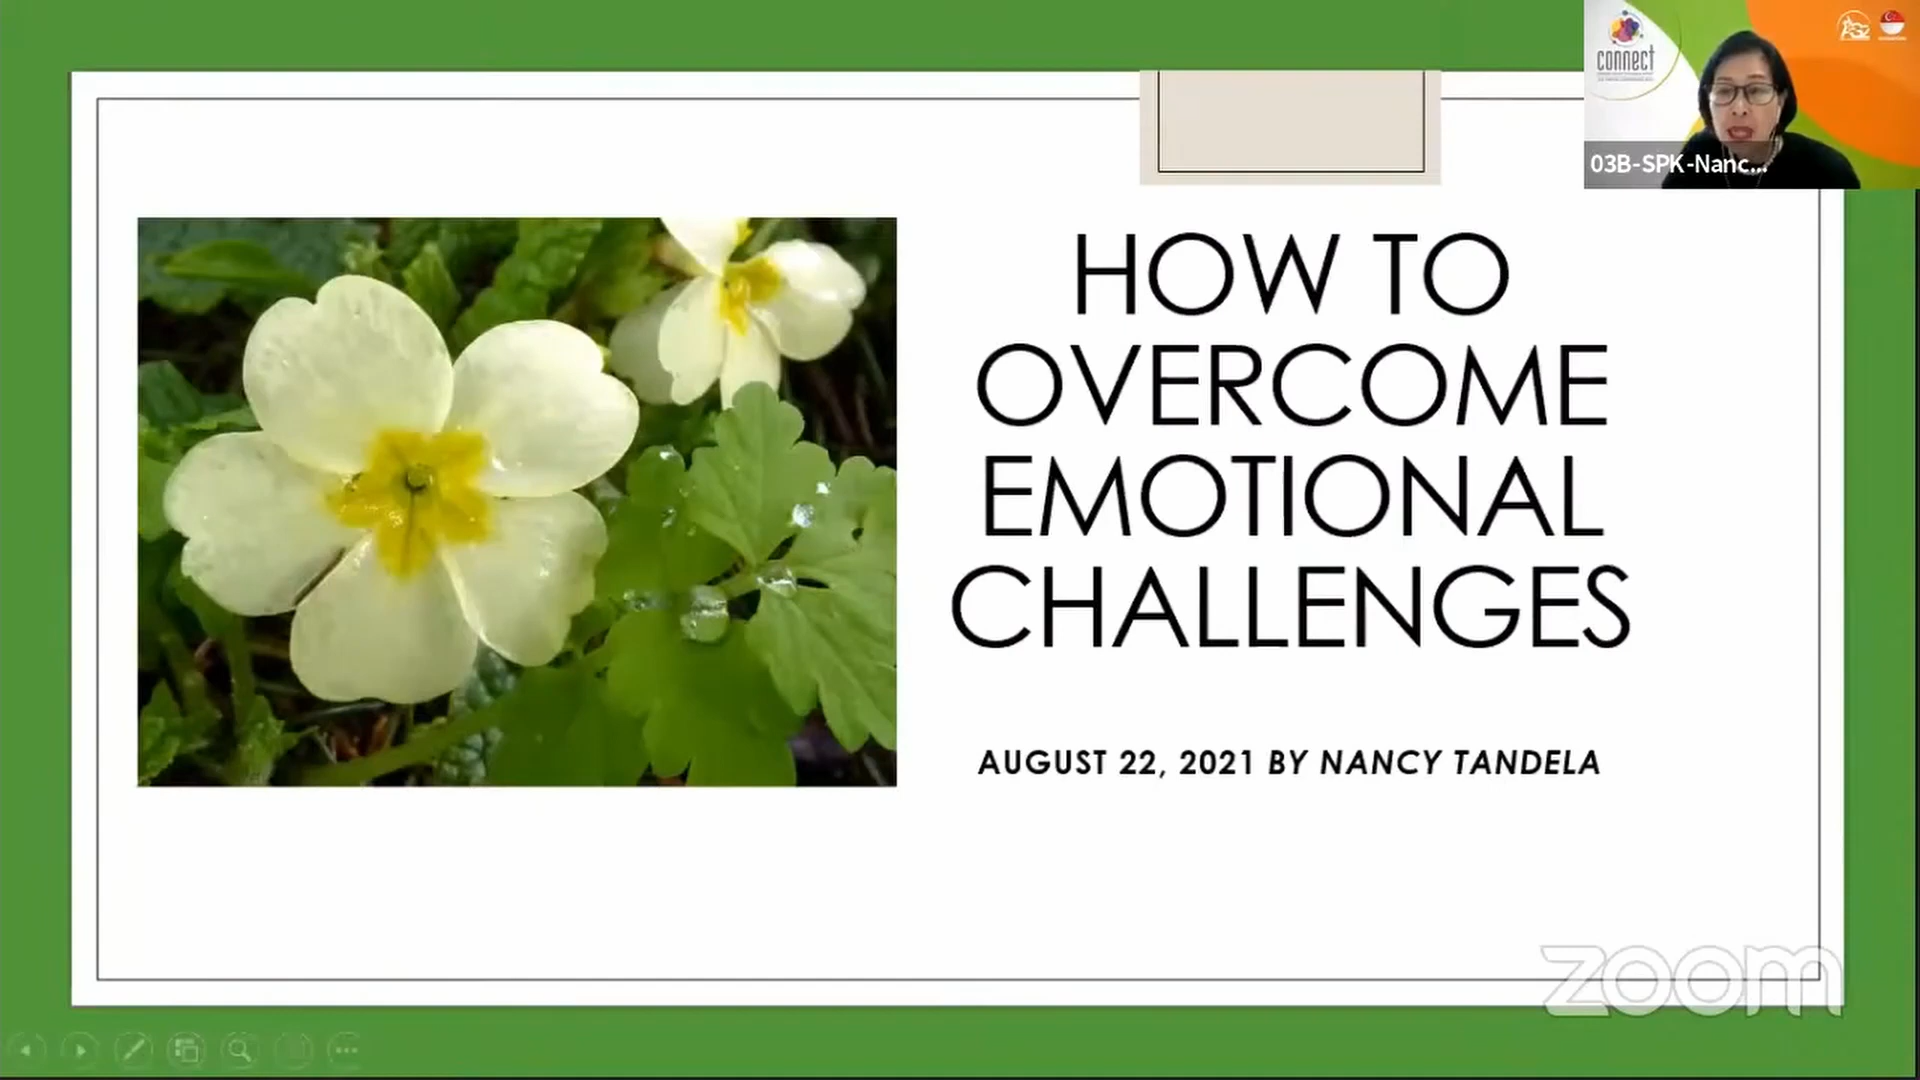 connect
03B-SPK-Nanc...
HOW TO
OVERCOME
EMOTIONAL
CHALLENGES
AUGUST 22, 2021 BY NANCY TANDELA
zoom